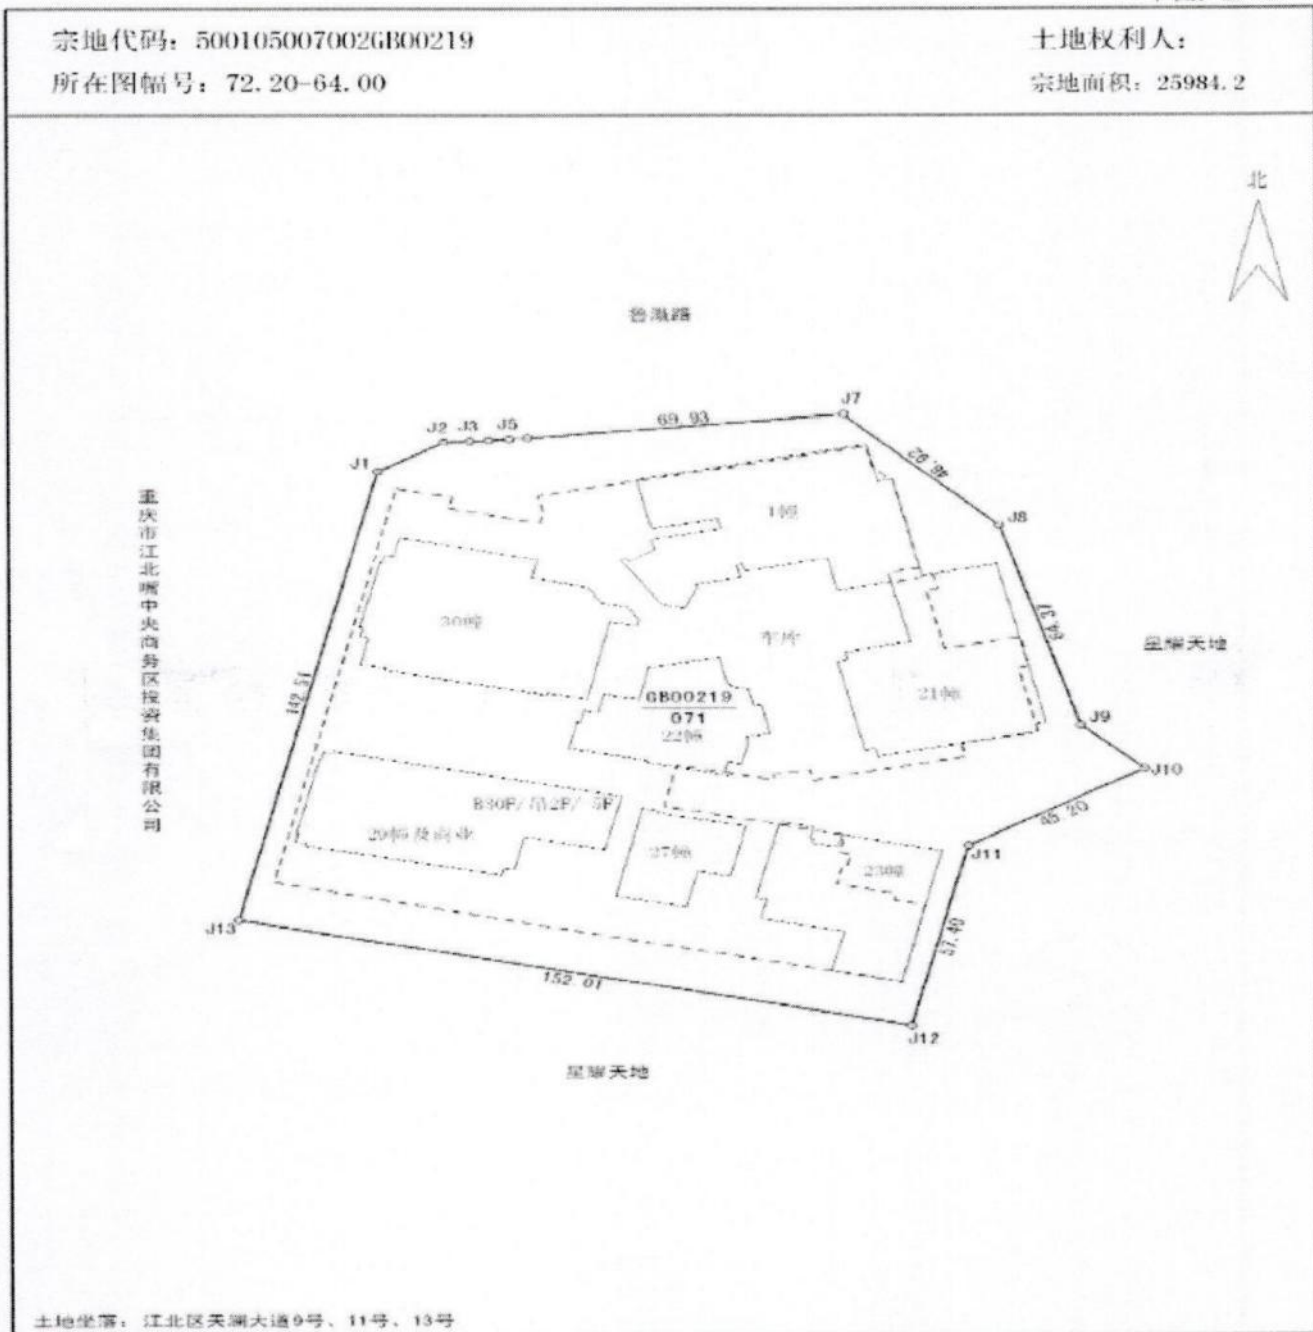 宗地代码：500105007002GB00219
土地权利人：
所在图幅号：72.20-64.00
宗地面积：25984.2
北
J7
69.93
J2
J3
J5
J1
J8
1幢
重庆市江北嘴中央商务区投资集团有限公司
30幢
车库
64.37
星耀天地
142.51
21幢
GB00219
071
22幢
J9
J10
29幢及商业
27幢
23幢
45.20
J11
J13
57.40
152.01
J12
星耀天地
土地坐落：江北区天澜大道9号、11号、13号